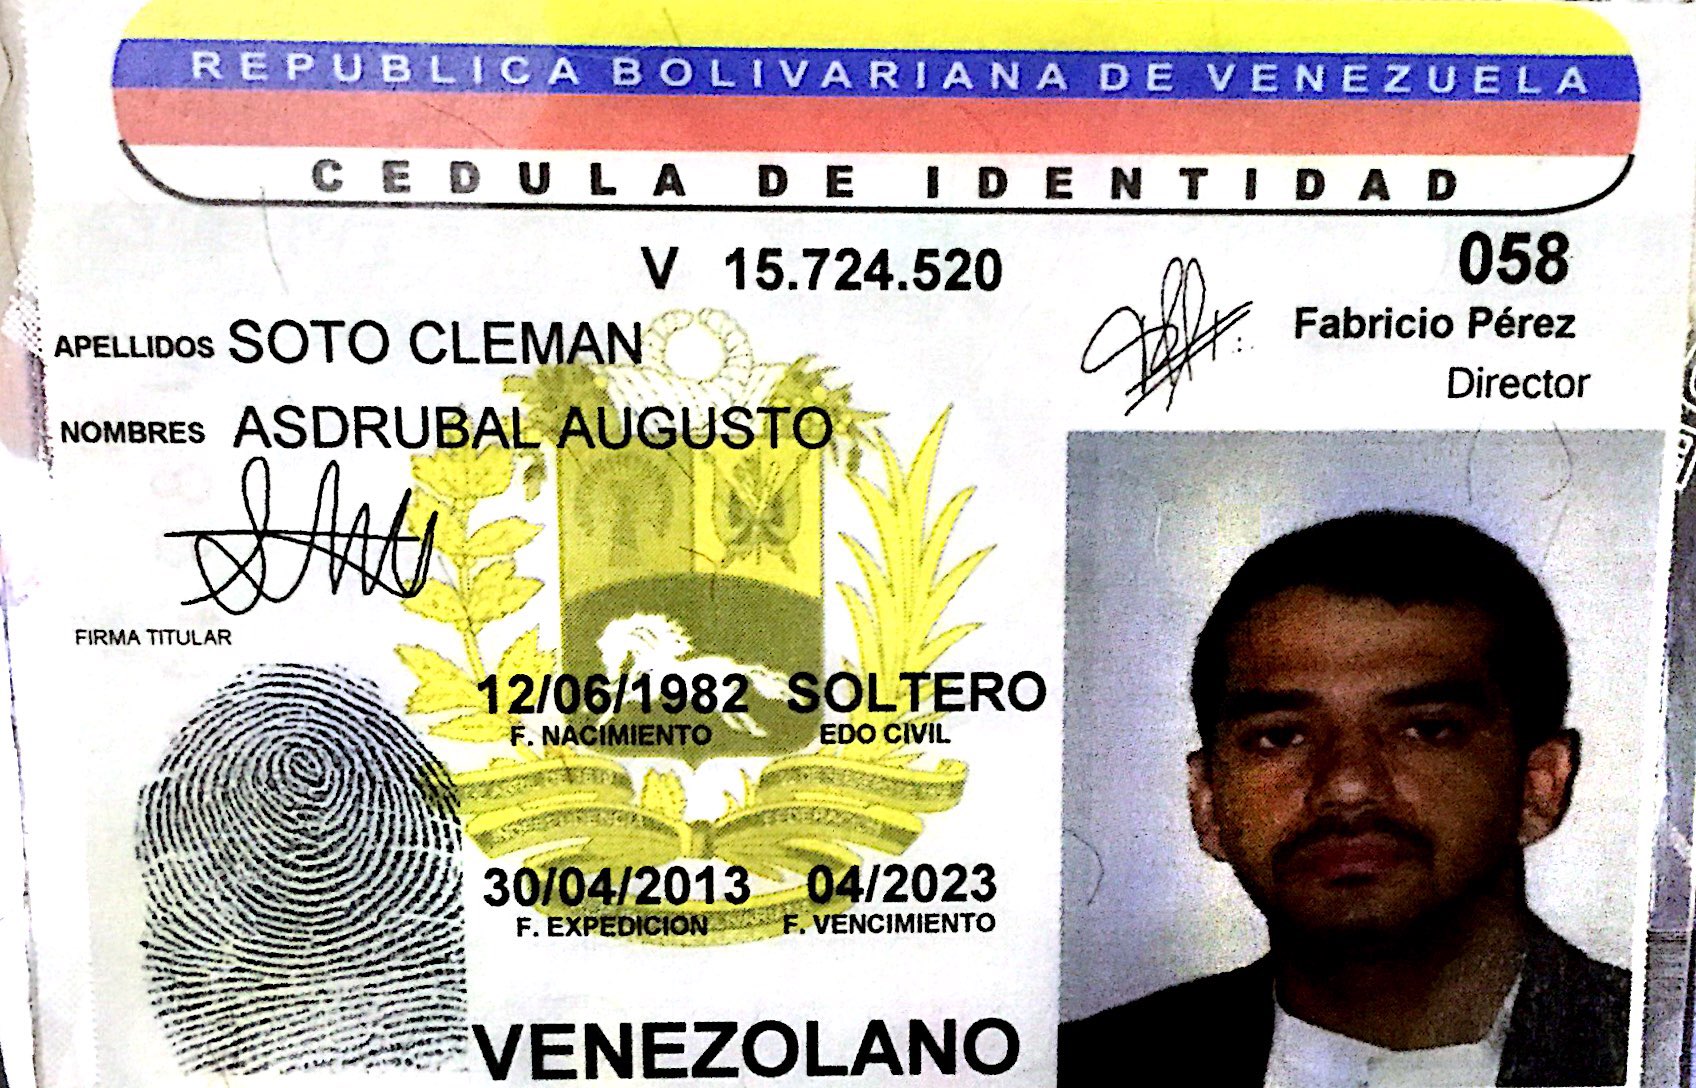 REPUBLICA BOLIVARIANA DE VENEZUELA
CEDULA DE IDENTIDAD
V 15.724.520
058
Fabricio Pérez
Director
APELLIDOS SOTO CLEMAN
NOMBRES ASDRUBAL AUGUSTO
FIRMA TITULAR
12/06/1982 SOLTERO
F. NACIMIENTO EDO CIVIL
30/04/2013 04/2023
F. EXPEDICION F. VENCIMIENTO
VENEZOLANO